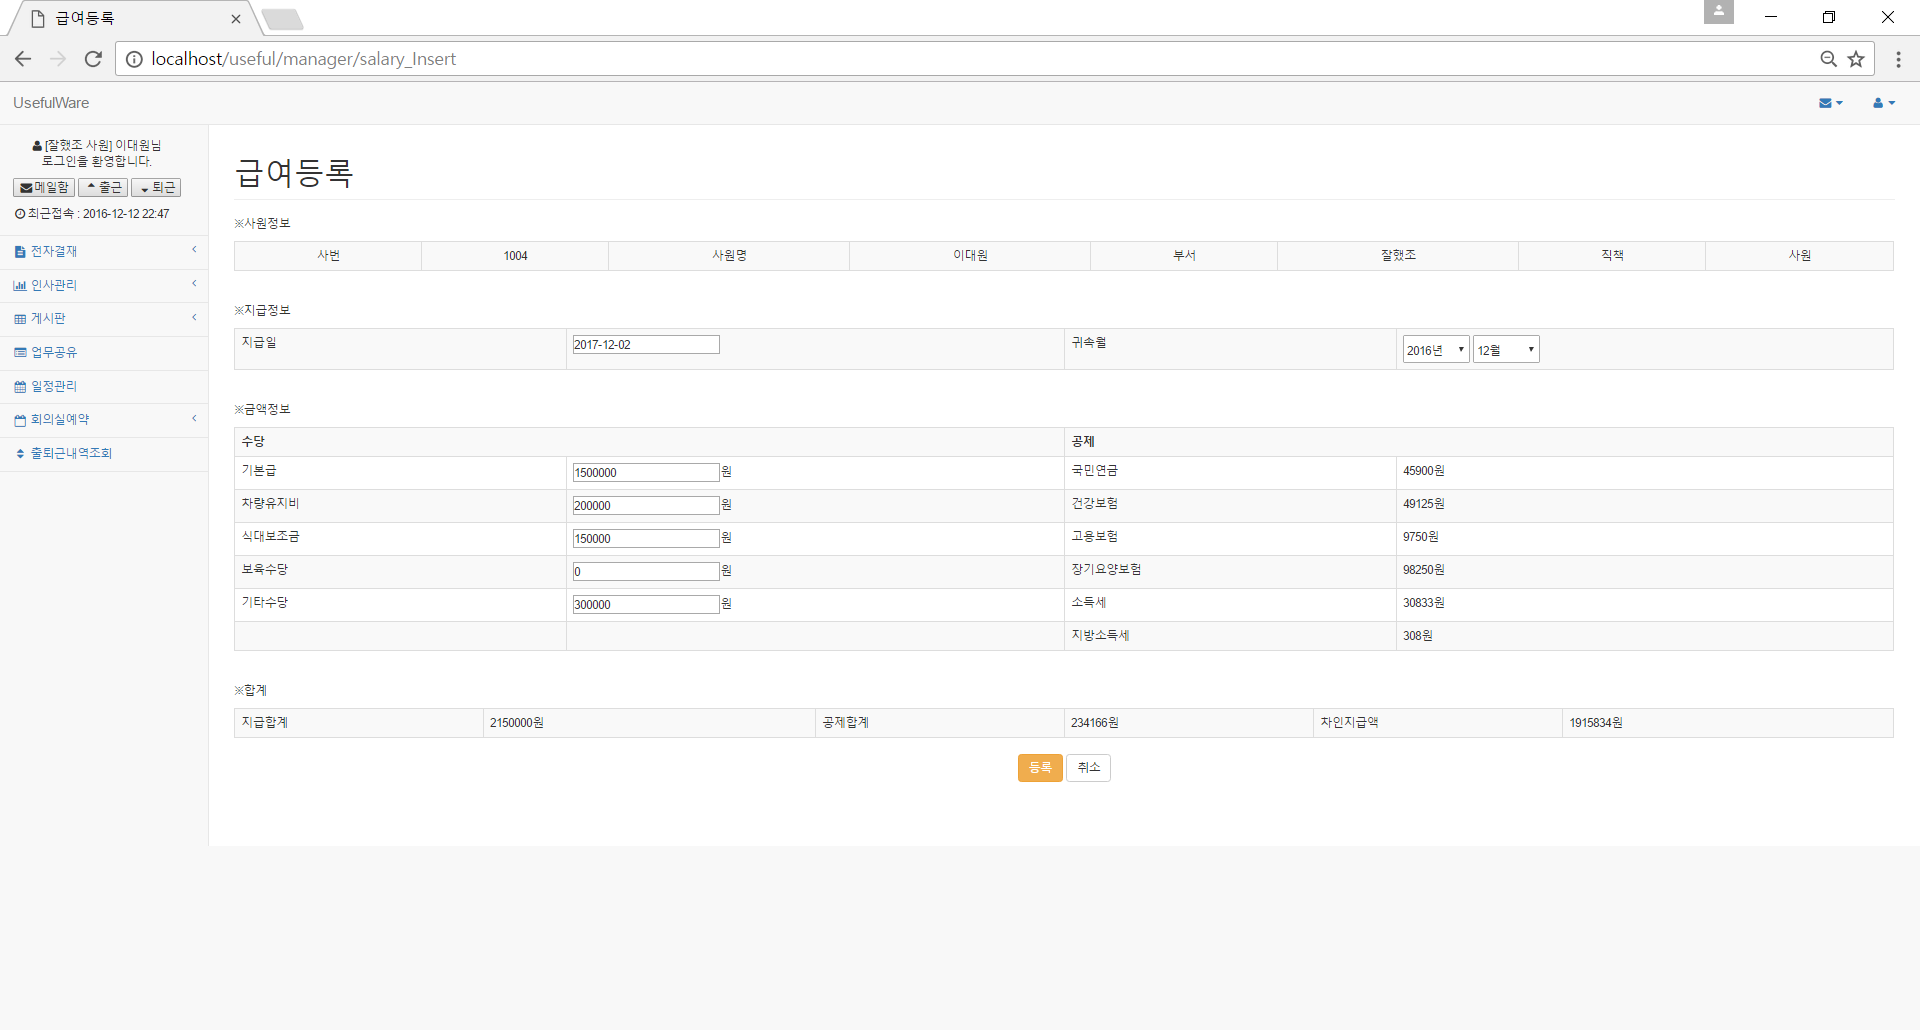 급여등록
localhost/useful/manager/salary_Insert
UsefulWare
[잘했조 사원] 이대원님
로그인을 환영합니다.
메일함 출근 퇴근
최근접속 : 2016-12-12 22:47
전자결재
인사관리
게시판
업무공유
일정관리
회의실예약
출퇴근내역조회
급여등록
※사원정보
사번 1004 사원명 이대원 부서 잘했조 직책 사원
※지급정보
지급일 2017-12-02 귀속월 2016년 12월
※금액정보
수당 공제
기본급 1500000 원 국민연금 45900원
차량유지비 200000 원 건강보험 49125원
식대보조금 150000 원 고용보험 9750원
보육수당 0 원 장기요양보험 98250원
기타수당 300000 원 소득세 30833원
지방소득세 308원
※합계
지급합계 2150000원 공제합계 234166원 차인지급액 1915834원
등록 취소